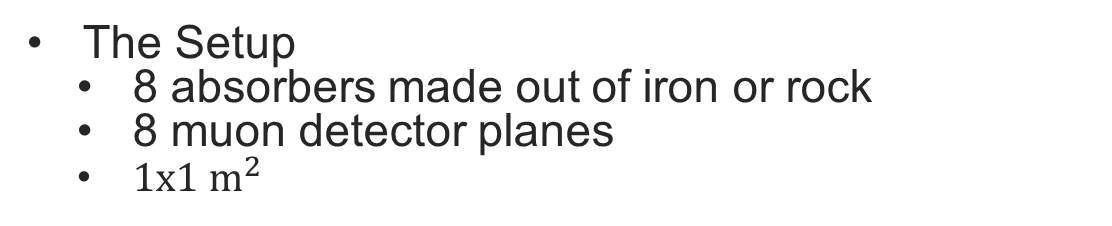 • The Setup
• 8 absorbers made out of iron or rock
• 8 muon detector planes
• 1x1 m²